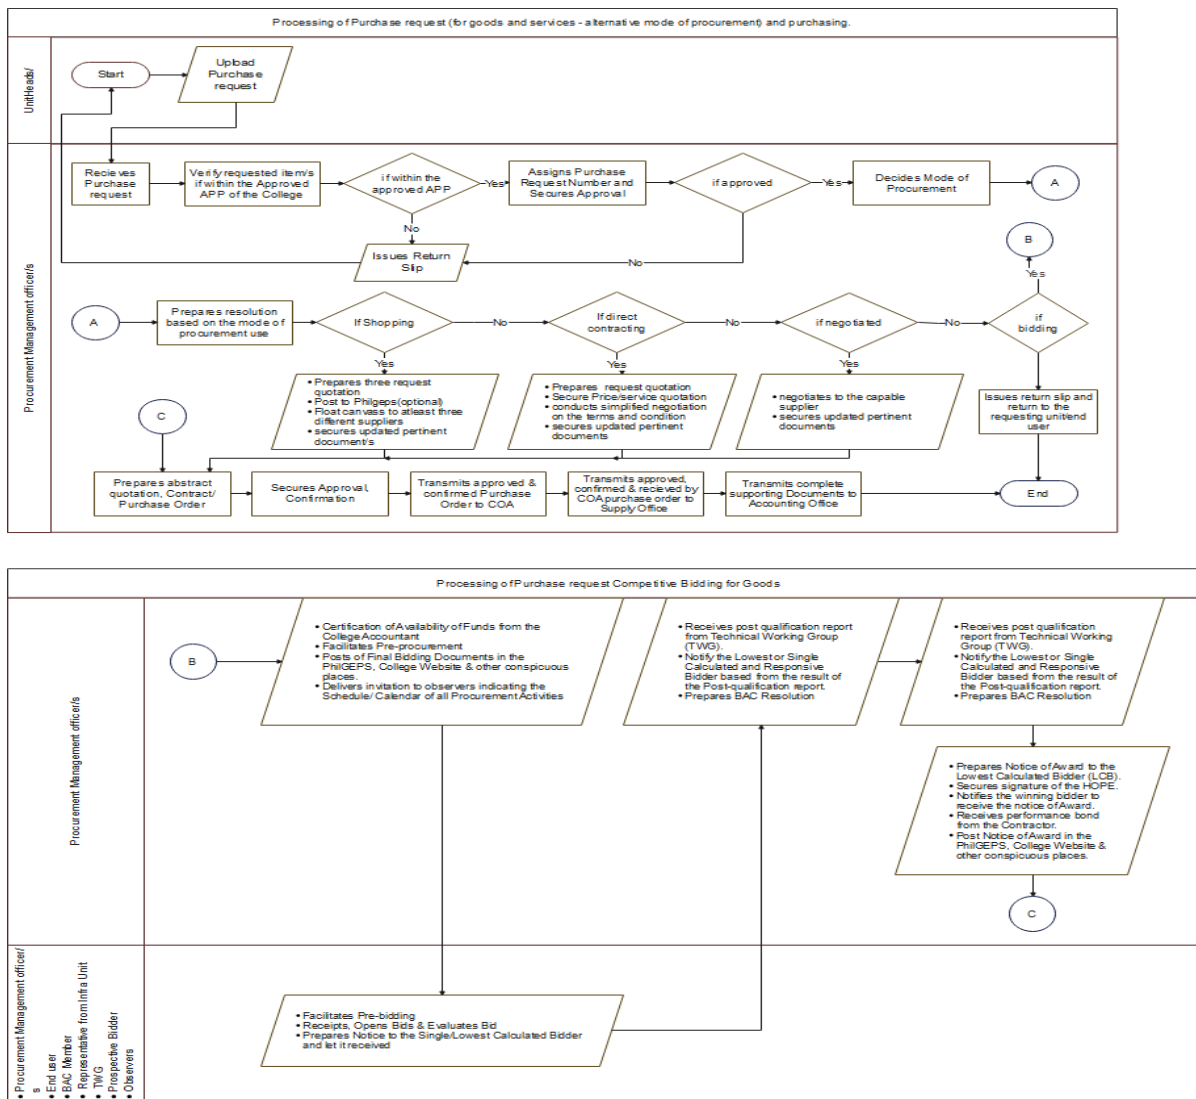 Processing of Purchase request (for goods and services - alternative mode of procurement) and purchasing.
UnitHeads/
Start
Upload
Purchase
request
Procurement Management officer/s
Recieves
Purchase
request
Verify requested item/s
if within the Approved
APP of the College
if within the
approved APP
Yes
Assigns Purchase
Request Number and
Secures Approval
if approved
Yes
Decides Mode of
Procurement
A
No
Issues Return
Slip
No
B
Yes
A
Prepares resolution
based on the mode of
procurement use
If Shopping
No
If direct
contracting
No
if negotiated
No
if
bidding
Yes
Yes
Yes
• Prepares three request
quotation
• Post to Philgeps(optional)
• Float canvass to atleast three
different suppliers
• secures updated pertinent
document/s
• Prepares request quotation
• Secure Price/service quotation
• conducts simplified negotiation
on the terms and condition
• secures updated pertinent
documents
• negotiates to the capable
supplier
• secures updated pertinent
documents
Issues return slip and
return to the
requesting unit/end
user
C
Prepares abstract
quotation, Contract/
Purchase Order
Secures Approval,
Confirmation
Transmits approved &
confirmed Purchase
Order to COA
Transmits approved,
confirmed & recieved by
COA purchase order to
Supply Office
Transmits complete
supporting Documents to
Accounting Office
End
Processing of Purchase request Competitive Bidding for Goods
Procurement Management officer/s
B
• Certification of Availability of Funds from the
College Accountant
• Facilitates Pre-procurement
• Posts of Final Bidding Documents in the
PhilGEPS, College Website & other conspicuous
places.
• Delivers invitation to observers indicating the
Schedule/ Calendar of all Procurement Activities
• Receives post qualification report
from Technical Working Group
(TWG).
• Notify the Lowest or Single
Calculated and Responsive
Bidder based from the result of
the Post-qualification report.
• Prepares BAC Resolution
• Receives post qualification
report from Technical Working
Group (TWG).
• Notify the Lowest or Single
Calculated and Responsive
Bidder based from the result of
the Post-qualification report.
• Prepares BAC Resolution
• Prepares Notice of Award to the
Lowest Calculated Bidder (LCB).
• Secures signature of the HOPE.
• Notifies the winning bidder to
receive the notice of Award.
• Receives performance bond
from the Contractor.
• Post Notice of Award in the
PhilGEPS, College Website &
other conspicuous places.
C
• Procurement Management officer/
s
• End user
• BAC Member
• Representative from Infra Unit
• TWG
• Prospective Bidder
• Observers
• Facilitates Pre-bidding
• Receipts, Opens Bids & Evaluates Bid
• Prepares Notice to the Single/Lowest Calculated Bidder
and let it received